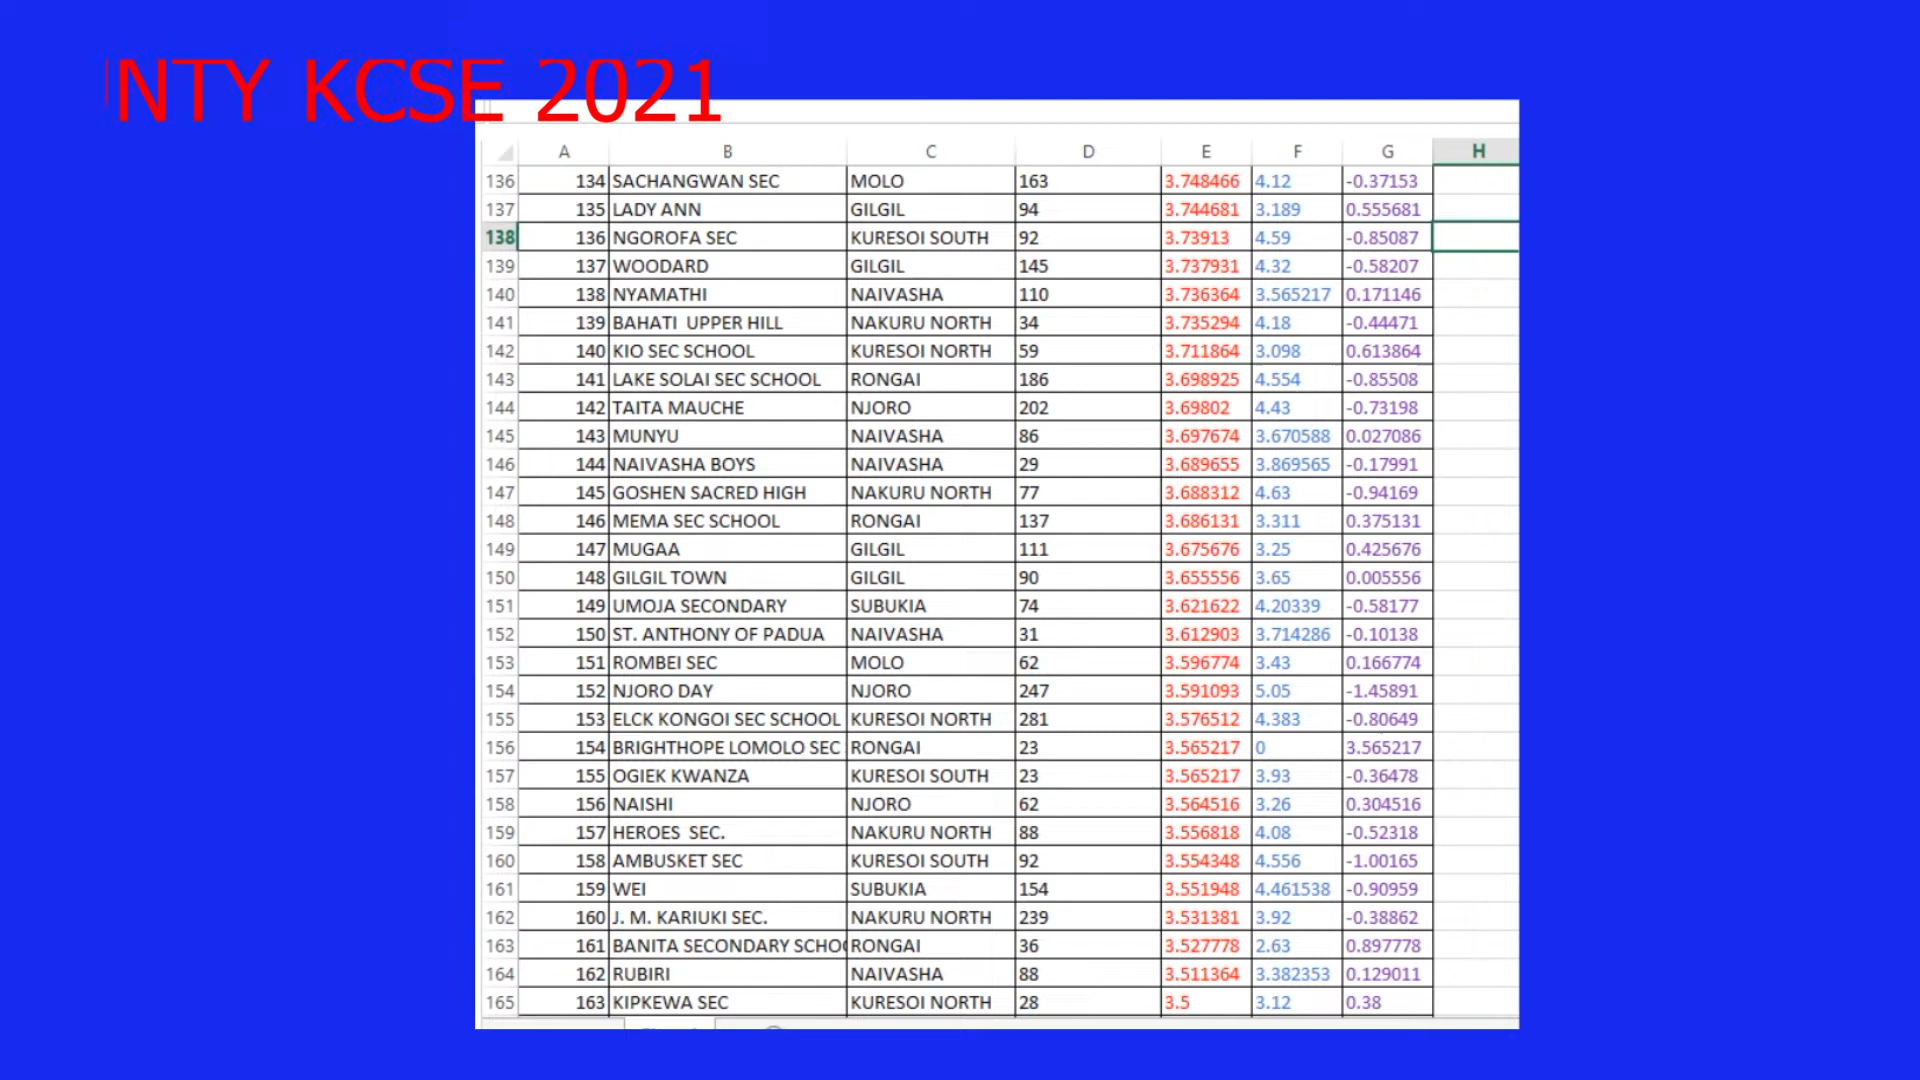 NTY KCSE 2021
A B C D E F G H
136 134 SACHANGWAN SEC MOLO 163 3.748466 4.12 -0.37153
137 135 LADY ANN GILGIL 94 3.744681 3.189 0.555681
138 136 NGOROFA SEC KURESOI SOUTH 92 3.73913 4.59 -0.85087
139 137 WOODARD GILGIL 145 3.737931 4.32 -0.58207
140 138 NYAMATHI NAIVASHA 110 3.736364 3.565217 0.171146
141 139 BAHATI UPPER HILL NAKURU NORTH 34 3.735294 4.18 -0.44471
142 140 KIO SEC SCHOOL KURESOI NORTH 59 3.711864 3.098 0.613864
143 141 LAKE SOLAI SEC SCHOOL RONGAI 186 3.698925 4.554 -0.85508
144 142 TAITA MAUCHE NJORO 202 3.69802 4.43 -0.73198
145 143 MUNYU NAIVASHA 86 3.697674 3.670588 0.027086
146 144 NAIVASHA BOYS NAIVASHA 29 3.689655 3.869565 -0.17991
147 145 GOSHEN SACRED HIGH NAKURU NORTH 77 3.688312 4.63 -0.94169
148 146 MEMA SEC SCHOOL RONGAI 137 3.686131 3.311 0.375131
149 147 MUGAA GILGIL 111 3.675676 3.25 0.425676
150 148 GILGIL TOWN GILGIL 90 3.655556 3.65 0.005556
151 149 UMOJA SECONDARY SUBUKIA 74 3.621622 4.20339 -0.58177
152 150 ST. ANTHONY OF PADUA NAIVASHA 31 3.612903 3.714286 -0.10138
153 151 ROMBEI SEC MOLO 62 3.596774 3.43 0.166774
154 152 NJORO DAY NJORO 247 3.591093 5.05 -1.45891
155 153 ELCK KONGOI SEC SCHOOL KURESOI NORTH 281 3.576512 4.383 -0.80649
156 154 BRIGHTHOPE LOMOLO SEC RONGAI 23 3.565217 0 3.565217
157 155 OGIEK KWANZA KURESOI SOUTH 23 3.565217 3.93 -0.36478
158 156 NAISHI NJORO 62 3.564516 3.26 0.304516
159 157 HEROES SEC. NAKURU NORTH 88 3.556818 4.08 -0.52318
160 158 AMBUSKET SEC KURESOI SOUTH 92 3.554348 4.556 -1.00165
161 159 WEI SUBUKIA 154 3.551948 4.461538 -0.90959
162 160 J. M. KARIUKI SEC. NAKURU NORTH 239 3.531381 3.92 -0.38862
163 161 BANITA SECONDARY SCHO RONGAI 36 3.527778 2.63 0.897778
164 162 RUBIRI NAIVASHA 88 3.511364 3.382353 0.129011
165 163 KIPKEWA SEC KURESOI NORTH 28 3.5 3.12 0.38